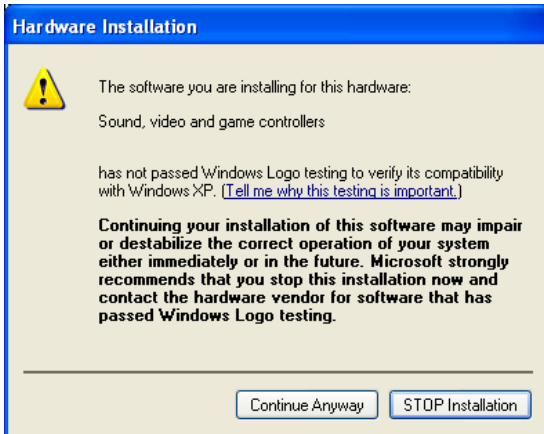 Hardware Installation
The software you are installing for this hardware:
Sound, video and game controllers
has not passed Windows Logo testing to verify its compatibility
with Windows XP. (Tell me why this testing is important.)
Continuing your installation of this software may impair
or destabilize the correct operation of your system
either immediately or in the future. Microsoft strongly
recommends that you stop this installation now and
contact the hardware vendor for software that has
passed Windows Logo testing.
Continue Anyway
STOP Installation